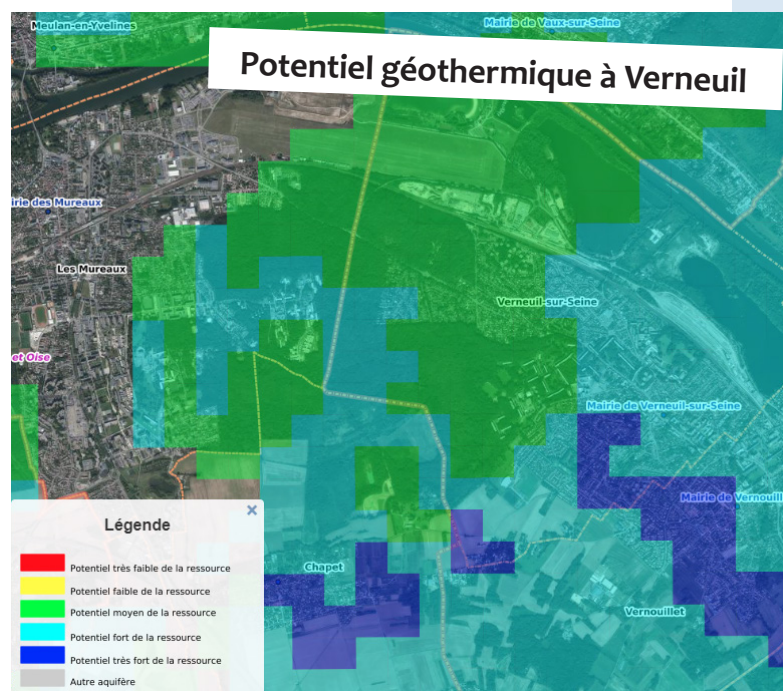 Meulan-en-Yvelines
Mairie de Vaux-sur-Seine
Potentiel géothermique à Verneuil
irie des Mureaux
Les Mureaux
Verneuil-sur-Seine
et Oise
Mairie de Verneuil-sur-Seine
Mairie de Vernouill
Chapet
Vernouillet
Légende
×
Potentiel très faible de la ressource
Potentiel faible de la ressource
Potentiel moyen de la ressource
Potentiel fort de la ressource
Potentiel très fort de la ressource
Autre aquifère